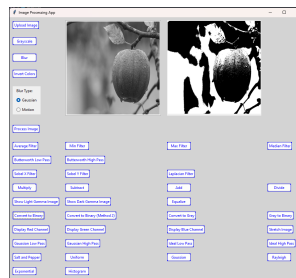 Image Processing App
Upload Image
Grayscale
Blur
Invert Colors
Blur Type:
Gaussian
Motion
Process Image
Average Filter
Min Filter
Max Filter
Median Filter
Butterworth Low Pass
Butterworth High Pass
Sobel X Filter
Sobel Y Filter
Laplacian Filter
Multiply
Subtract
Add
Divide
Show Light Gamma Image
Show Dark Gamma Image
Equalize
Convert to Binary
Convert to Binary (Method 2)
Convert to Gray
Gray to Binary
Display Red Channel
Display Green Channel
Display Blue Channel
Stretch Image
Gaussian Low Pass
Gaussian High Pass
Ideal Low Pass
Ideal High Pass
Salt and Pepper
Uniform
Gaussian
Rayleigh
Exponential
Histogram